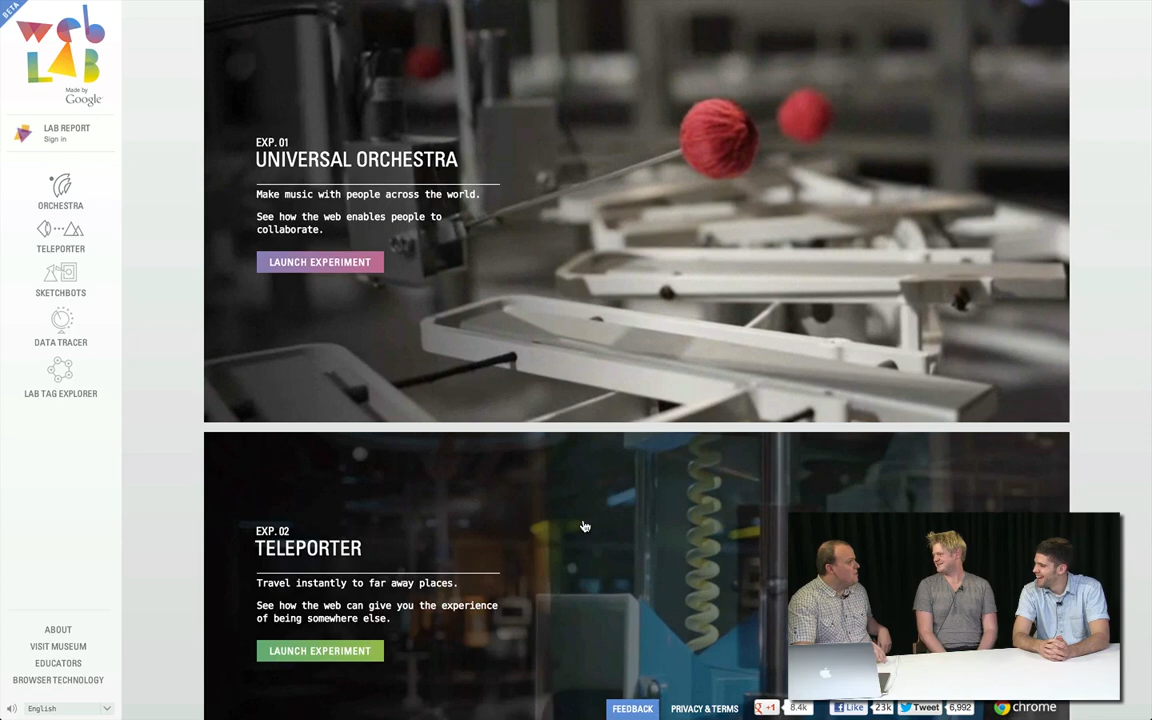 BETA
web
LAB
Made by
Google
LAB REPORT
Sign in
ORCHESTRA
TELEPORTER
SKETCHBOTS
DATA TRACER
LAB TAG EXPLORER
ABOUT
VISIT MUSEUM
EDUCATORS
BROWSER TECHNOLOGY
English
EXP. 01
UNIVERSAL ORCHESTRA
Make music with people across the world.
See how the web enables people to
collaborate.
LAUNCH EXPERIMENT
EXP. 02
TELEPORTER
Travel instantly to far away places.
See how the web can give you the experience
of being somewhere else.
LAUNCH EXPERIMENT
FEEDBACK PRIVACY & TERMS +1 8.4k Like 23k Tweet 6,992 chrome